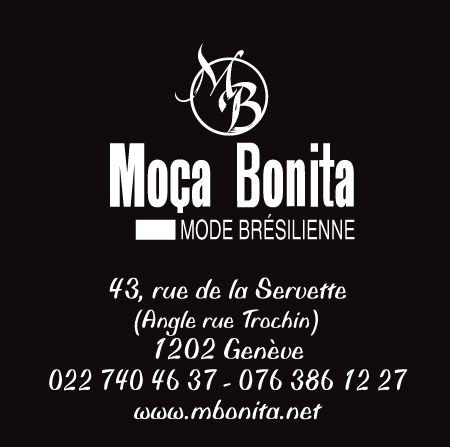 MB
Moça Bonita
MODE BRÉSILIENNE
43, rue de la Servette
(Angle rue Trochin)
1202 Genève
022 740 46 37 - 076 386 12 27
www.mbonita.net